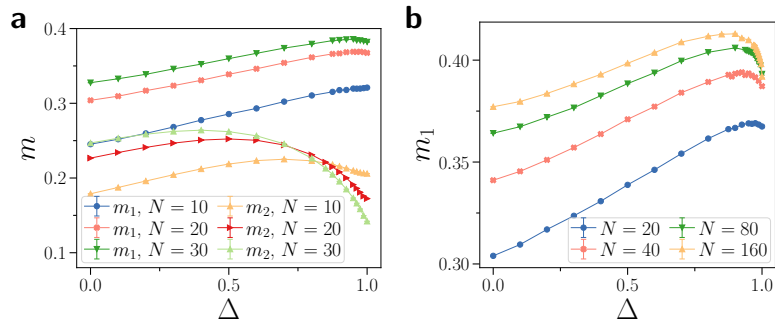 a
0.4
0.3
0.2
0.1
m
m₁, N = 10
m₁, N = 20
m₁, N = 30
m₂, N = 10
m₂, N = 20
m₂, N = 30
0.0
0.5
1.0
Δ
b
0.40
0.35
0.30
m₁
N = 20
N = 40
N = 80
N = 160
0.0
0.5
1.0
Δ